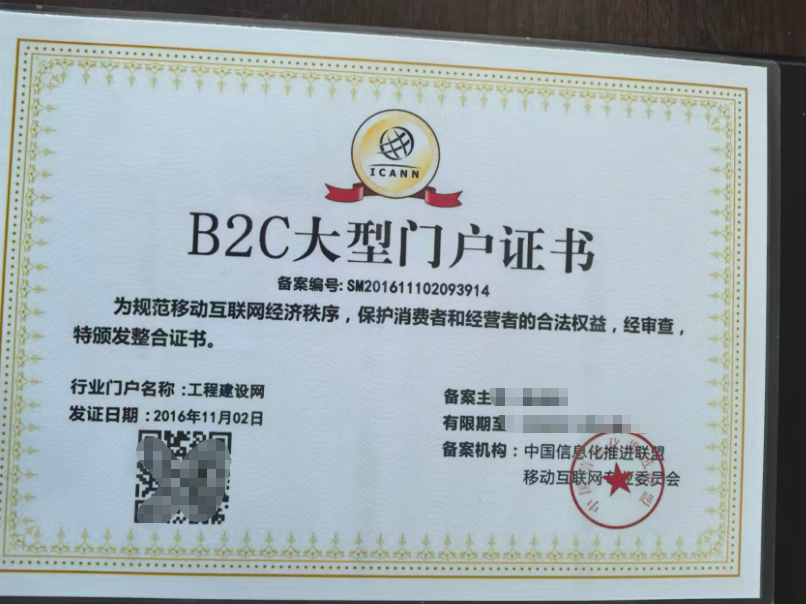 ICANN
B2C大型门户证书
备案编号: SM201611102093914
为规范移动互联网经济秩序，保护消费者和经营者的合法权益，经审查，
特颁发整合证书。
行业门户名称：工程建设网
发证日期：2016年11月02日
备案主
有限期至
备案机构：中国信息化推进联盟
移动互联网专业委员会